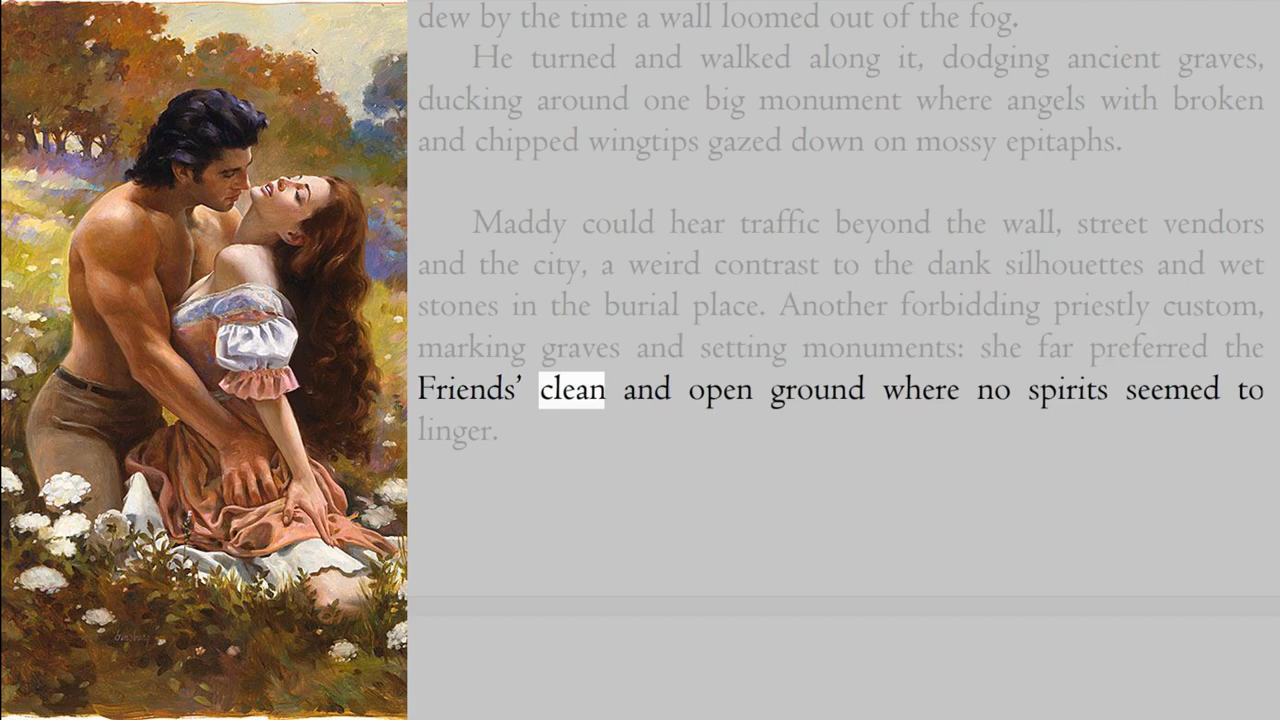 dew by the time a wall loomed out of the fog.
He turned and walked along it, dodging ancient graves,
ducking around one big monument where angels with broken
and chipped wingtips gazed down on mossy epitaphs.
Maddy could hear traffic beyond the wall, street vendors
and the city, a weird contrast to the dank silhouettes and wet
stones in the burial place. Another forbidding priestly custom,
marking graves and setting monuments: she far preferred the
Friends’ clean and open ground where no spirits seemed to
linger.